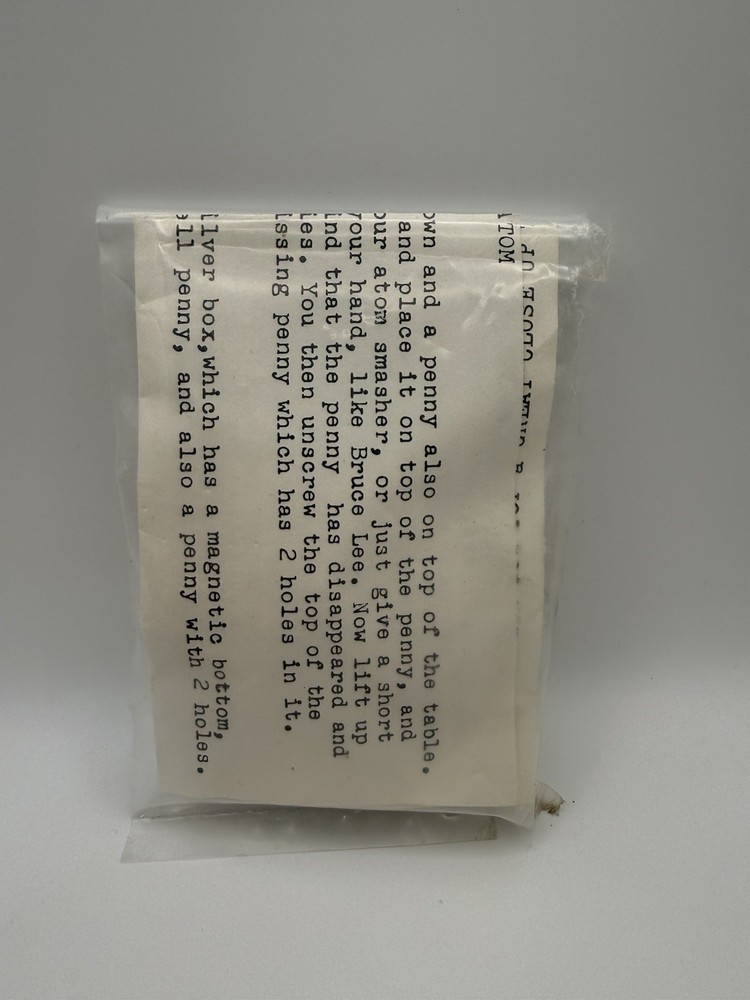 ATOM
own and a penny also on top of the table.
and place it on top of the penny, and
our atom smasher, or just give a short
your hand, like Bruce Lee. Now lift up
ind that the penny has disappeared and
ies. You then unscrew the top of the
issing penny which has 2 holes in it.
ilver box,which has a magnetic bottom,
ell penny, and also a penny with 2 holes.